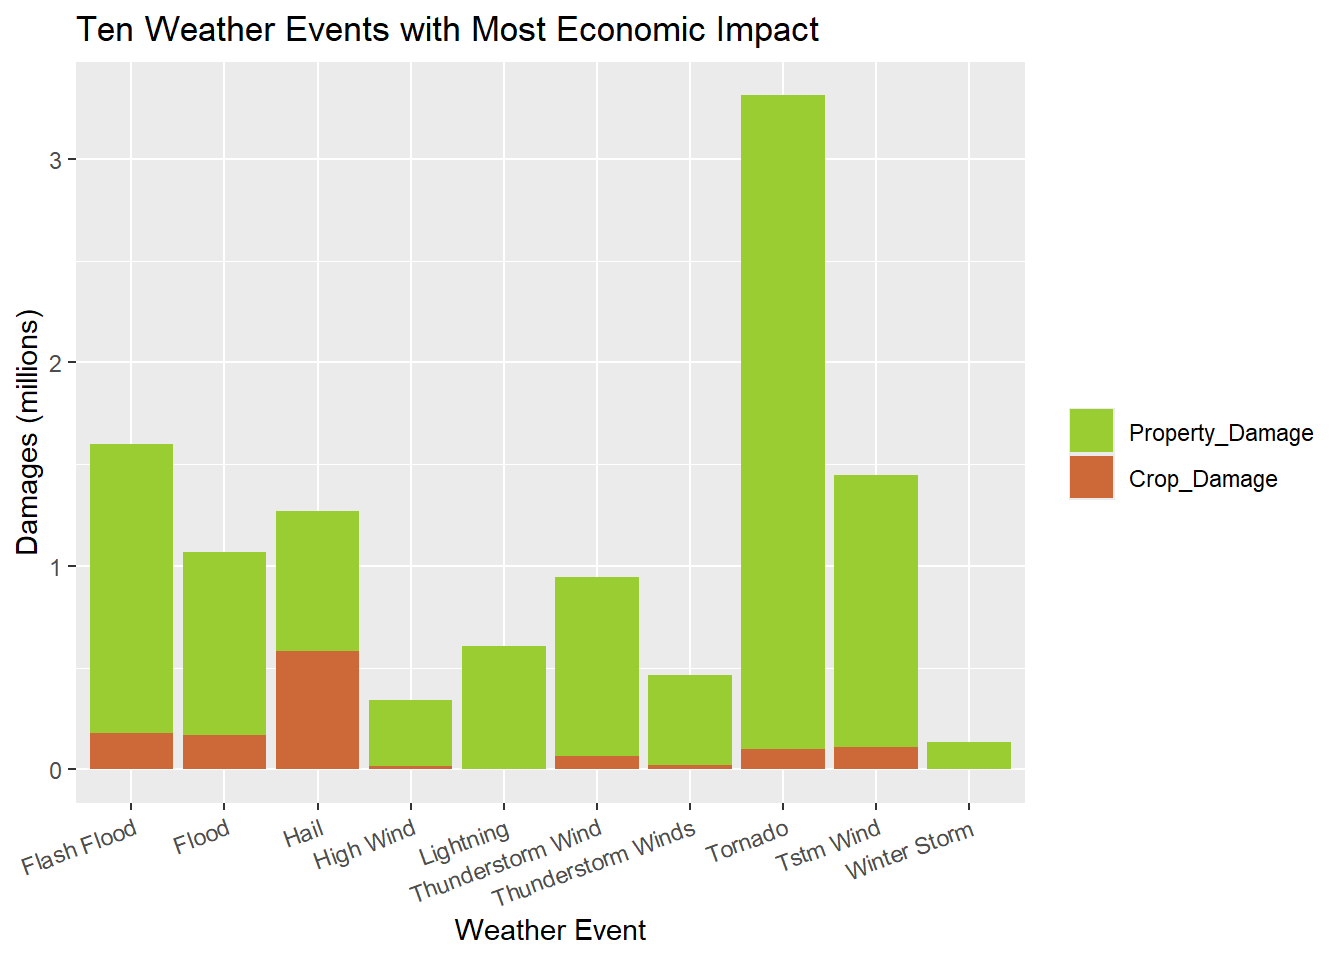 Ten Weather Events with Most Economic Impact
Damages (millions)
3
2
1
0
Flash Flood
Flood
Hail
High Wind
Lightning
Thunderstorm Wind
Thunderstorm Winds
Tornado
Tstm Wind
Winter Storm
Weather Event
Property_Damage
Crop_Damage